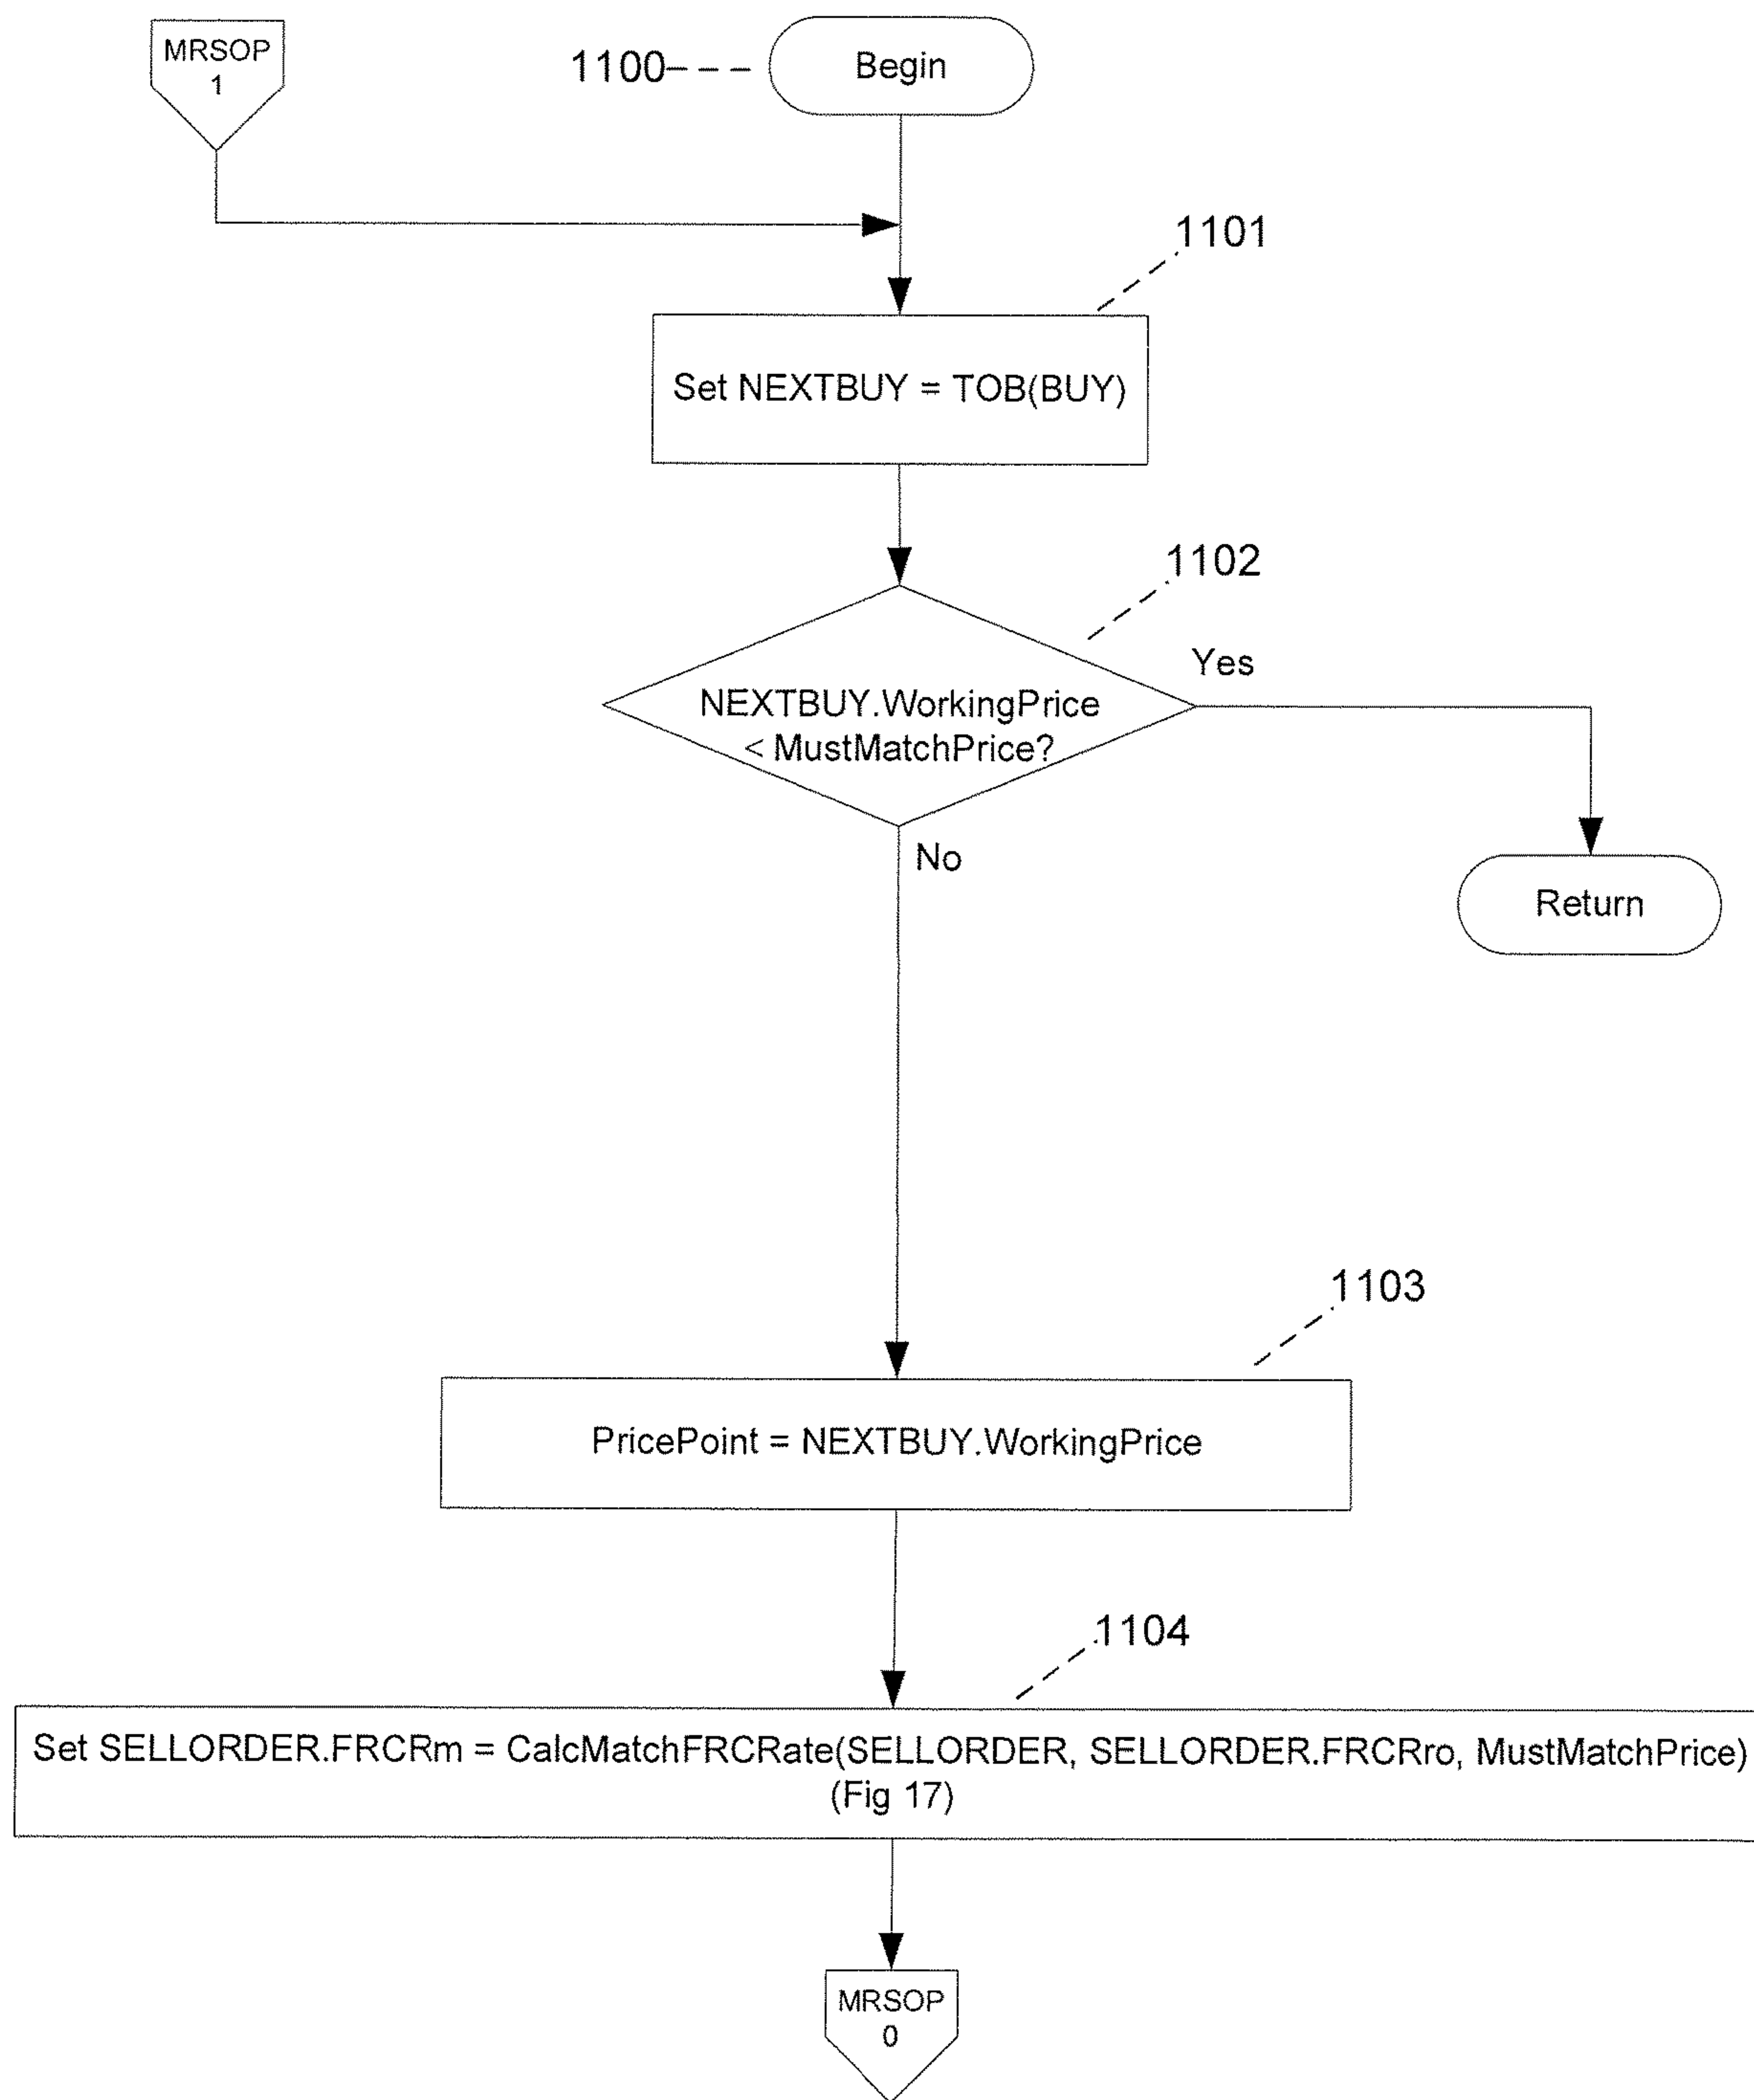 MRSOP
1
1100
Begin
1101
Set NEXTBUY = TOB(BUY)
1102
NEXTBUY.WorkingPrice
< MustMatchPrice?
Yes
No
Return
1103
PricePoint = NEXTBUY.WorkingPrice
1104
Set SELLORDER.FRCRm = CalcMatchFRCRate(SELLORDER, SELLORDER.FRCRro, MustMatchPrice)
(Fig 17)
MRSOP
0